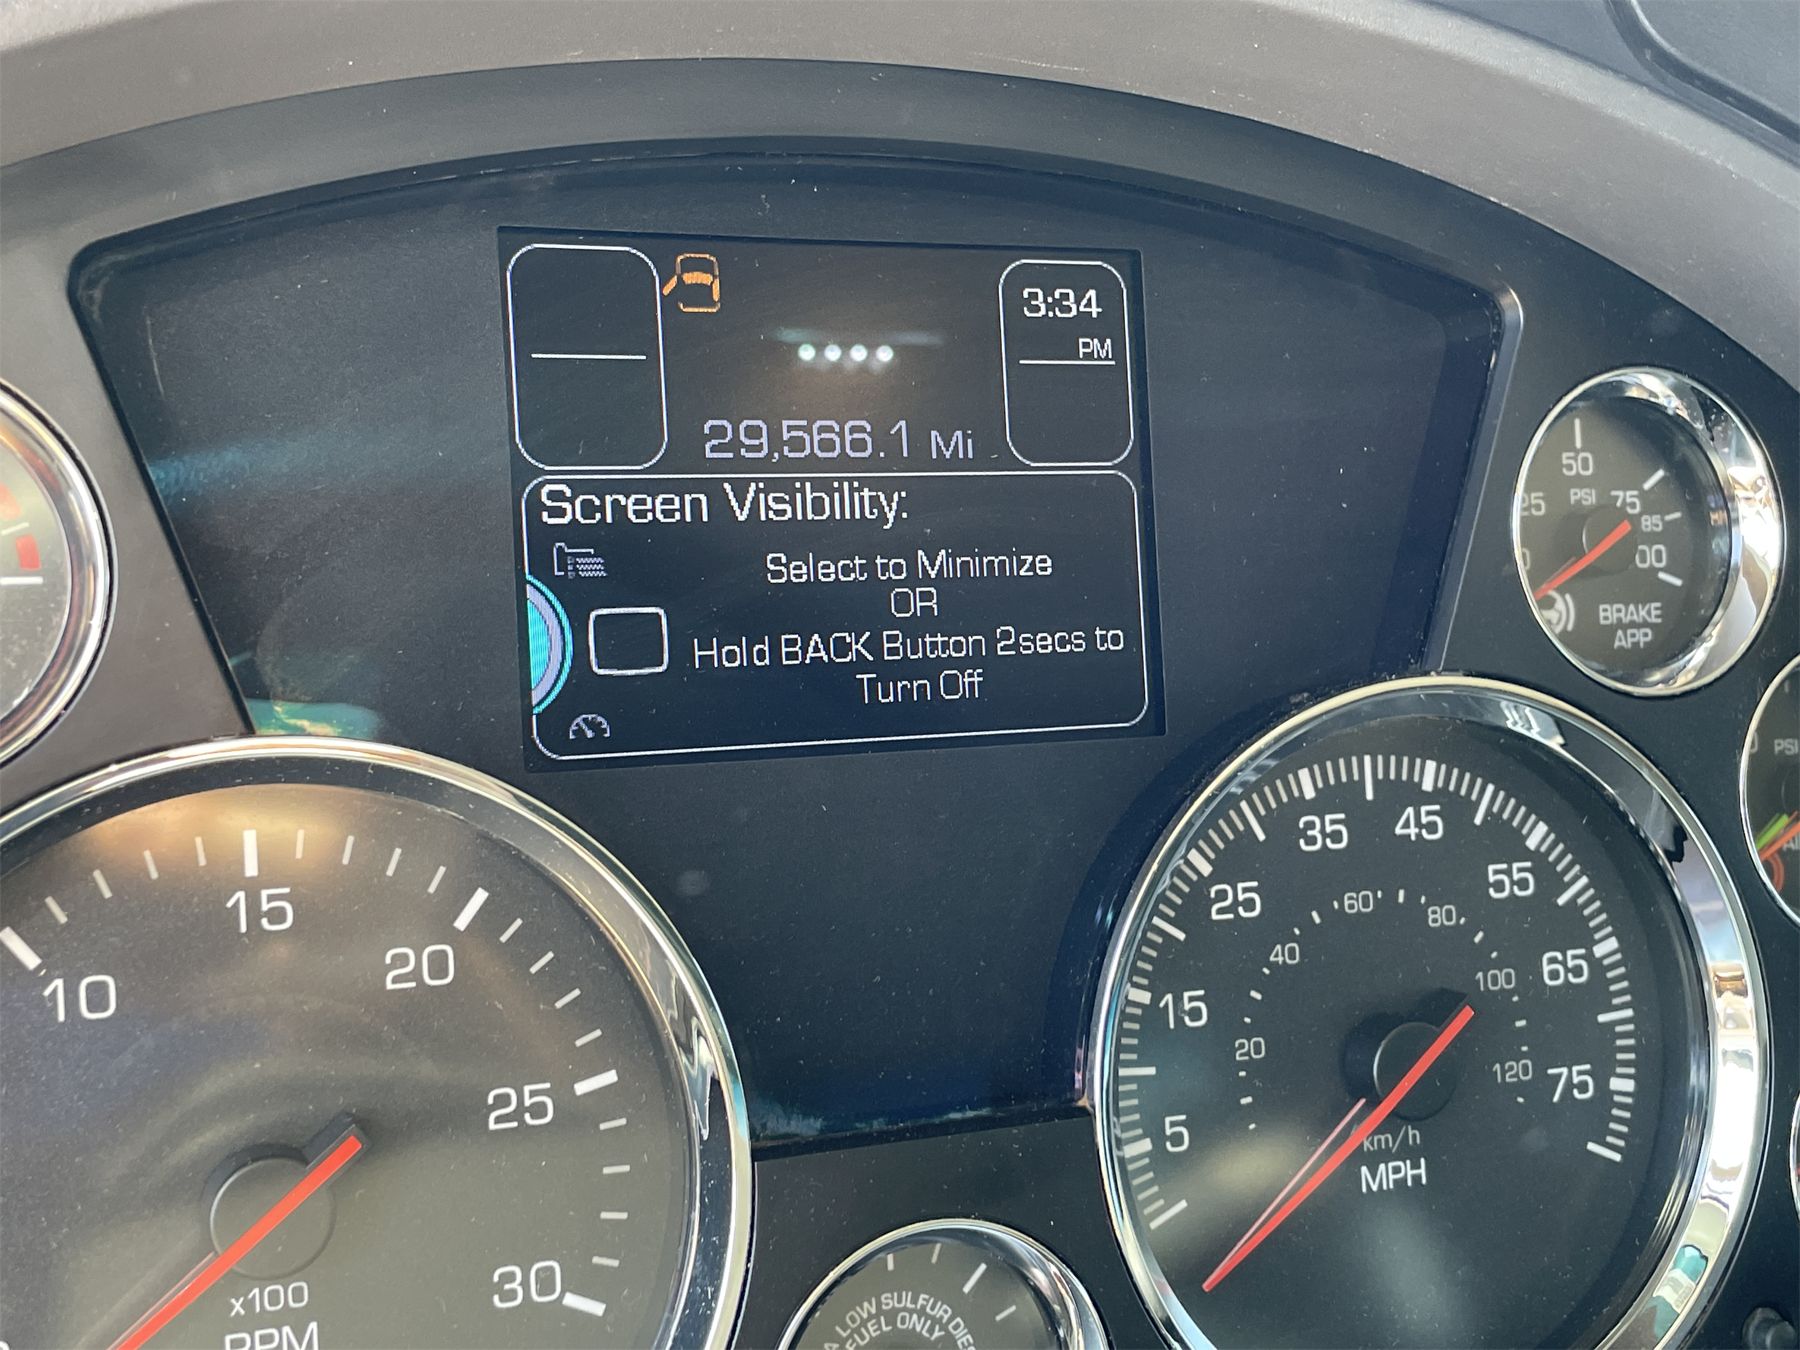 3:34
PM
29,566.1 Mi
Screen Visibility:
Select to Minimize
OR
Hold BACK Button 2secs to
Turn Off
50
25
PSI
75
85
BRAKE
APP
PSI
10
15
20
25
30
x100
RPM
5
15
25
35
45
55
65
75
20
40
60
80
100
120
km/h
MPH
LOW SULFUR
FUEL ONLY